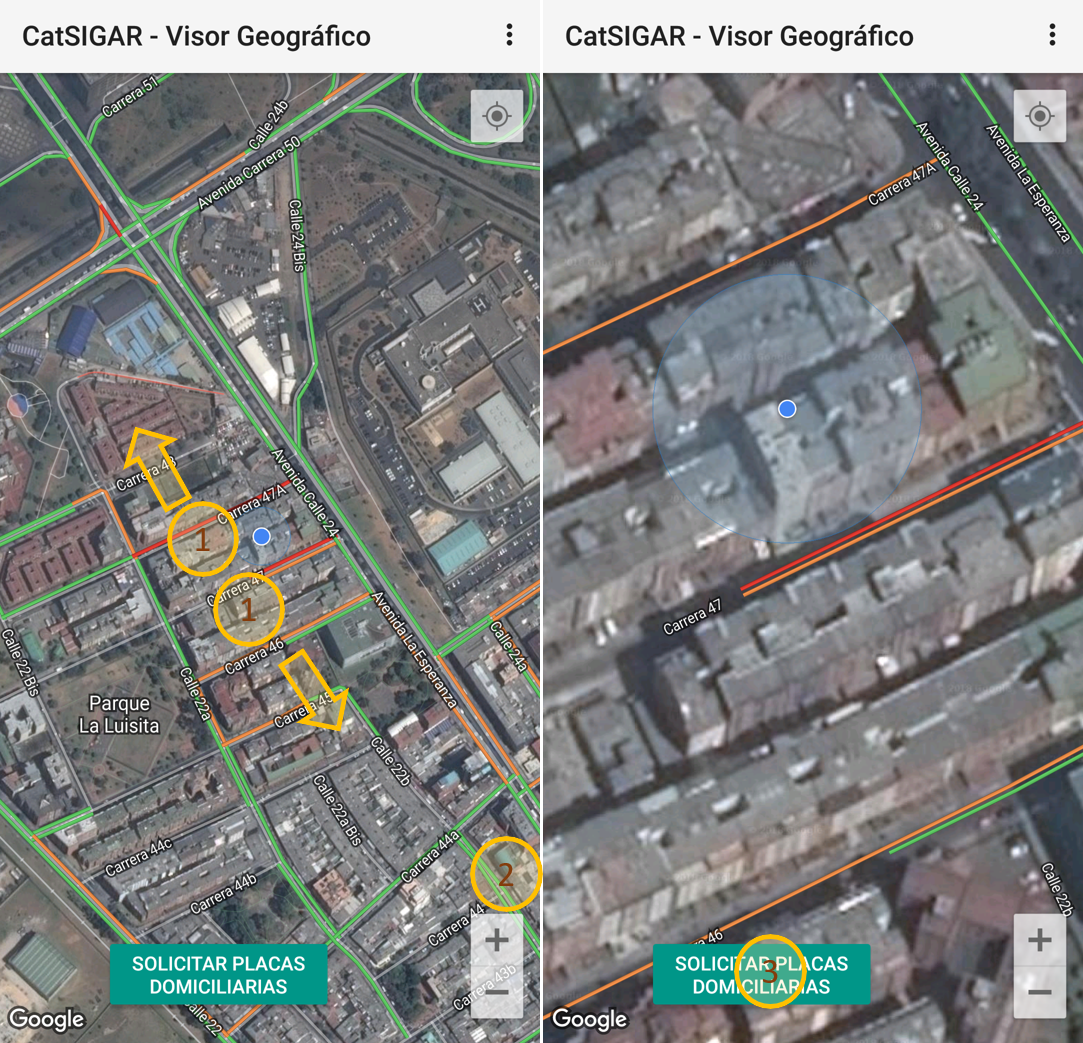 CatSIGAR - Visor Geográfico
Carrera 51
Calle 24b
Avenida Carrera 50
Calle 24 Bis
H
Carrera 48
Avenida Calle 24
Carrera 47A
1
Carrera 47
1
Carrera 46
Avenida La Esperanza
Calle 24a
Calle 22 Bis
Calle 22a
Parque
La Luisita
Carrera 45
Calle 22b
Calle 22a Bis
Carrera 44c
Carrera 44a
2
Carrera 44b
Carrera 44
+
SOLICITAR PLACAS
DOMICILIARIAS
Carrera 43b
−
Calle 22
Google
CatSIGAR - Visor Geográfico
Avenida Calle 24
Avenida La Esperanza
Carrera 47A
Carrera 47
Calle 22b
46
+
SOLICITAR PLACAS
3
DOMICILIARIAS
−
Google